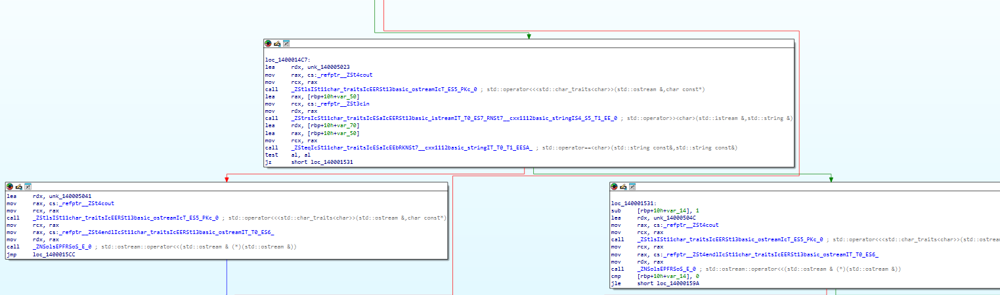 loc_1400014C7:
lea rdx, unk_140005023
mov rax, cs:_refptr__ZSt4cout
mov rcx, rax
call _ZStlsISt11char_traitsIcEERSt13basic_ostreamIcT_ES5_PKc_0 ; std::operator<<<std::char_traits<char>>(std::ostream &,char const*)
lea rax, [rbp+10h+var_50]
mov rcx, cs:_refptr__ZSt3cin
mov rdx, rax
call _ZStrsIcSt11char_traitsIcESaIcEERSt13basic_istreamIT_T0_ES7_RNSt7__cxx1112basic_stringIS4_S5_T1_EE_0 ; std::operator>><char>(std::istream &,std::string &)
lea rdx, [rbp+10h+var_70]
lea rax, [rbp+10h+var_50]
mov rcx, rax
call _ZSteqIcSt11char_traitsIcESaIcEEbRKNSt7__cxx1112basic_stringIT_T0_T1_EESA_ ; std::operator==<char>(std::string const&,std::string const&)
test al, al
jz short loc_140001531
lea rdx, unk_140005041
mov rax, cs:_refptr__ZSt4cout
mov rcx, rax
call _ZStlsISt11char_traitsIcEERSt13basic_ostreamIcT_ES5_PKc_0 ; std::operator<<<std::char_traits<char>>(std::ostream &,char const*)
mov rcx, rax
mov rax, cs:_refptr__ZSt4endlIcSt11char_traitsIcEERSt13basic_ostreamIT_T0_ES6_
mov rdx, rax
call _ZNSolsEPFRSoS_E_0 ; std::ostream::operator<<(std::ostream & (*)(std::ostream &))
jmp loc_1400015CC
loc_140001531:
sub [rbp+10h+var_14], 1
lea rdx, unk_14000504C
mov rax, cs:_refptr__ZSt4cout
mov rcx, rax
call _ZStlsISt11char_traitsIcEERSt13basic_ostreamIcT_ES5_PKc_0 ; std::operator<<<std::char_traits<char>>(std::ostream
mov rcx, rax
mov rax, cs:_refptr__ZSt4endlIcSt11char_traitsIcEERSt13basic_ostreamIT_T0_ES6_
mov rdx, rax
call _ZNSolsEPFRSoS_E_0 ; std::ostream::operator<<(std::ostream & (*)(std::ostream &))
cmp [rbp+10h+var_14], 0
jle short loc_14000159A